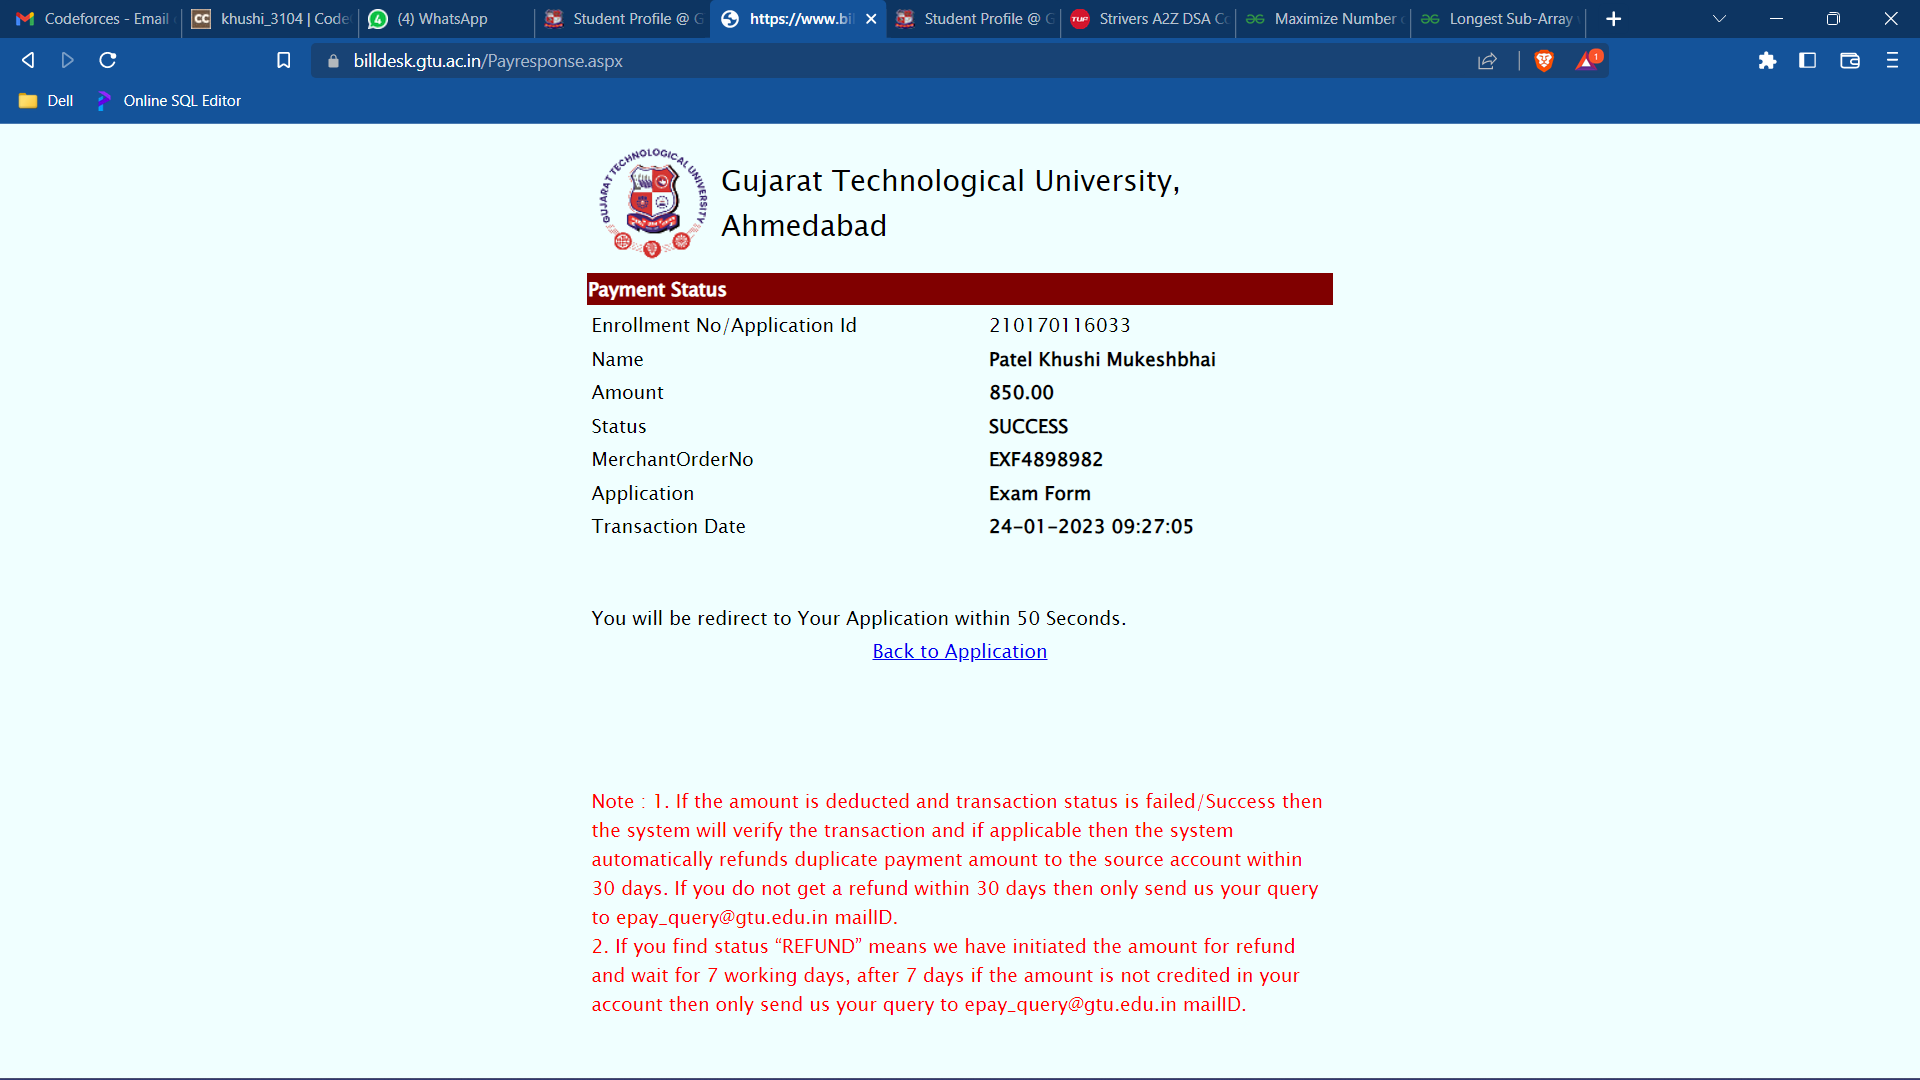 Codeforces - Email
khushi_3104 | Code
(4) WhatsApp
Student Profile @ G
https://www.bil
Student Profile @ G
Strivers A2Z DSA Co
Maximize Number o
Longest Sub-Array
billdesk.gtu.ac.in/Payresponse.aspx
1
Dell
Online SQL Editor
GUJARAT TECHNOLOGICAL UNIVERSITY
Gujarat Technological University,
Ahmedabad
Payment Status
Enrollment No/Application Id 210170116033
Name Patel Khushi Mukeshbhai
Amount 850.00
Status SUCCESS
MerchantOrderNo EXF4898982
Application Exam Form
Transaction Date 24-01-2023 09:27:05
You will be redirect to Your Application within 50 Seconds.
Back to Application
Note : 1. If the amount is deducted and transaction status is failed/Success then
the system will verify the transaction and if applicable then the system
automatically refunds duplicate payment amount to the source account within
30 days. If you do not get a refund within 30 days then only send us your query
to epay_query@gtu.edu.in mailID.
2. If you find status “REFUND” means we have initiated the amount for refund
and wait for 7 working days, after 7 days if the amount is not credited in your
account then only send us your query to epay_query@gtu.edu.in mailID.